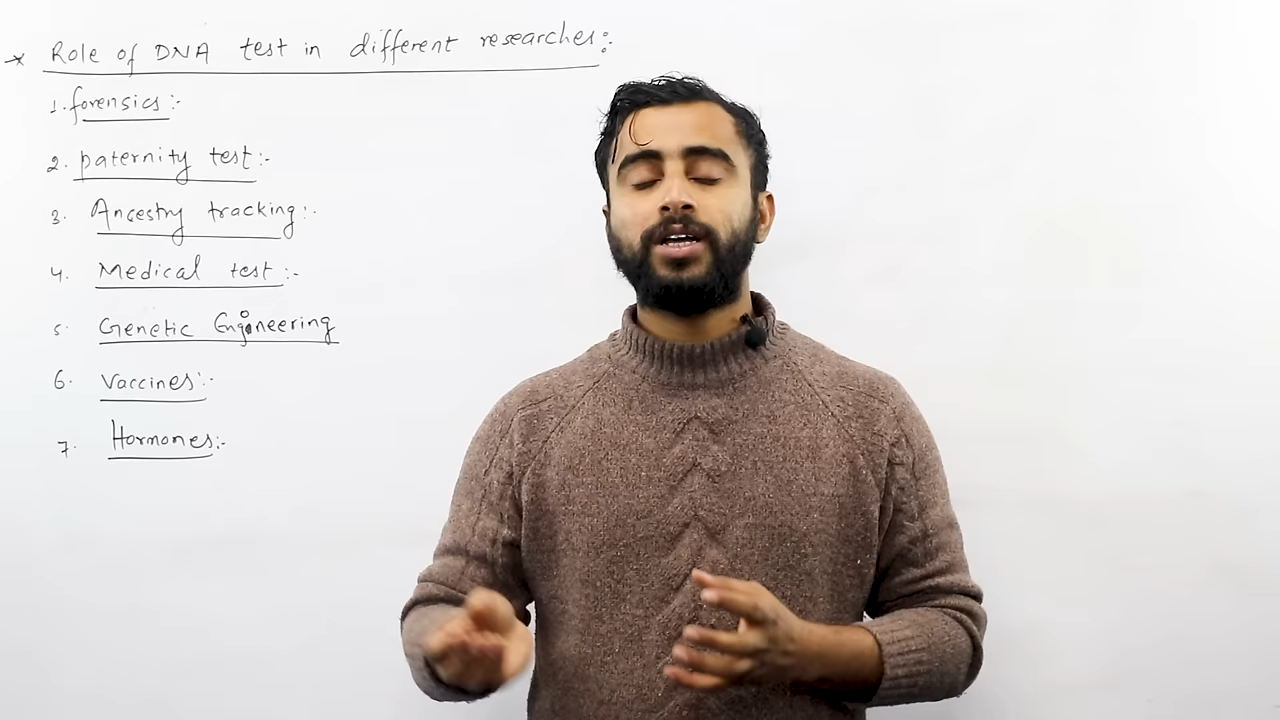 * Role of DNA test in different researches:
1. forensics:-
2. paternity test:-
3. Ancestry tracking:-
4. Medical test:-
5. Genetic Engineering
6. Vaccines:-
7. Hormones:-